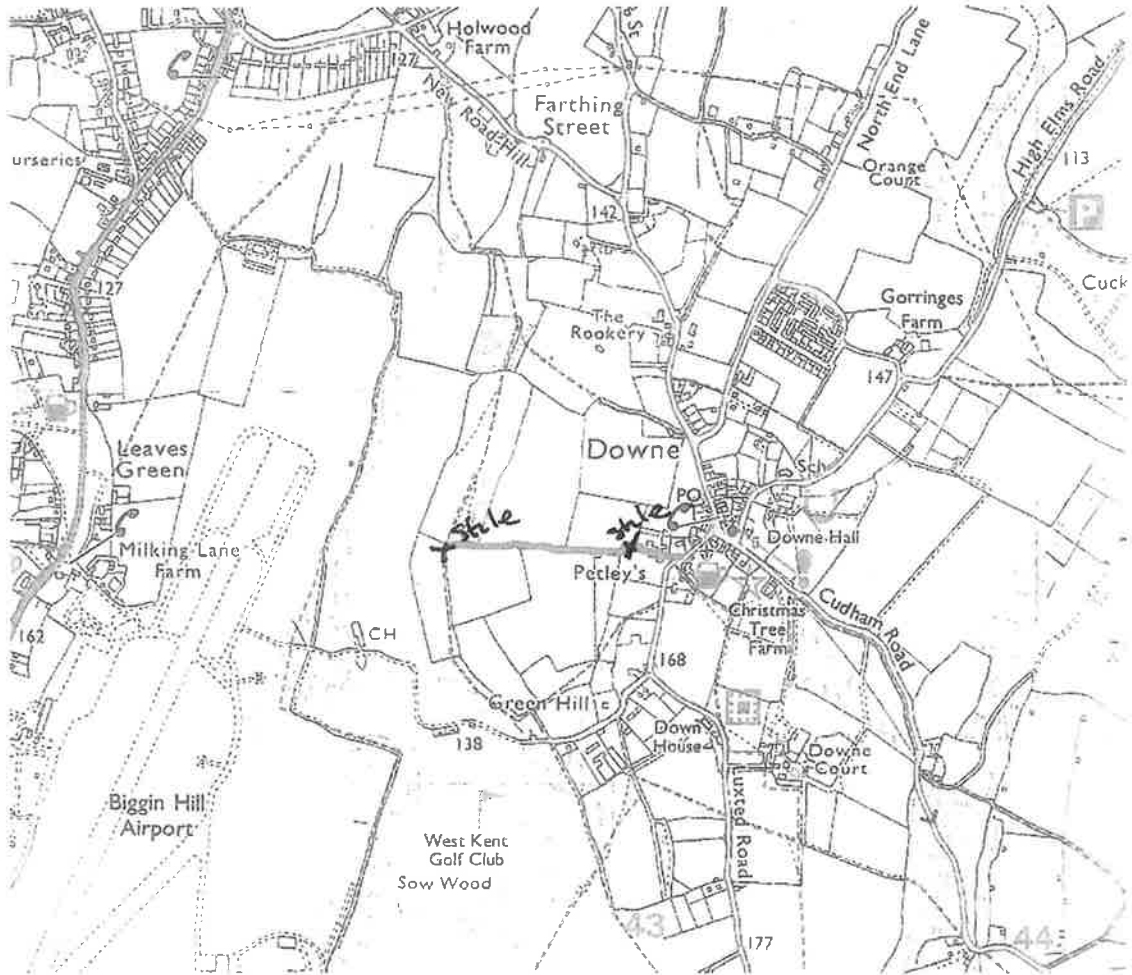 Holwood
Farm
127
New Road Hill
Farthing
Street
North End Lane
High Elms Road
113
Orange
Court
urseries
142
127
Cuck
Gorringes
Farm
The
Rookery
147
Leaves
Green
Downe
Sch
PO
Stile
stile
Downe Hall
Milking Lane
Farm
Petley's
162
CH
Christmas
Tree
Farm
Cudham Road
168
Green Hill
Down
House
138
Downe
Court
Luxted Road
Biggin Hill
Airport
West Kent
Golf Club
Sow Wood
43
177
44